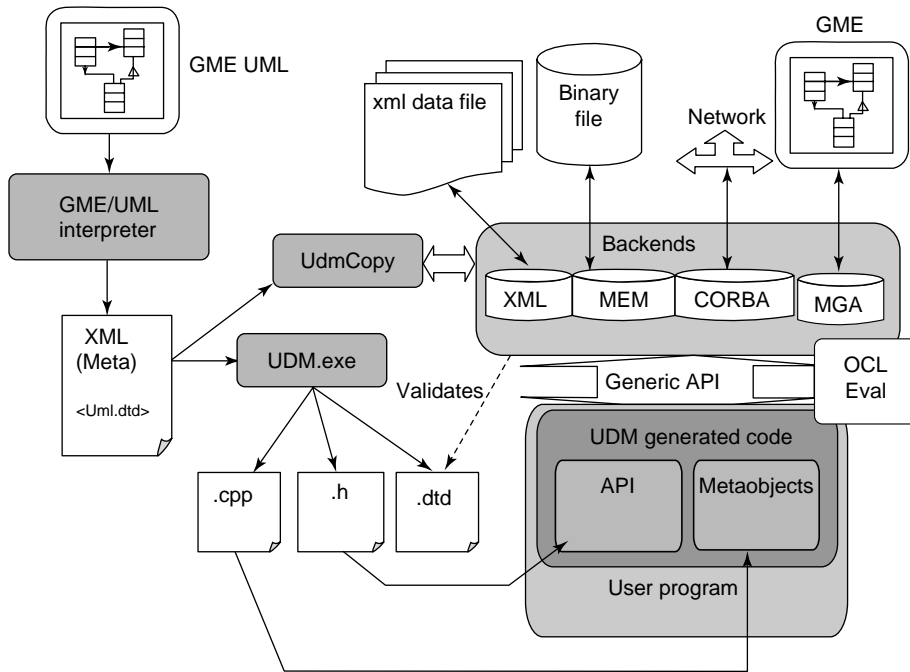 GME
GME UML
xml data file
Binary
file
Network
GME/UML
interpreter
Backends
UdmCopy
XML
MEM
CORBA
MGA
XML
(Meta)
<Uml.dtd>
UDM.exe
Validates
Generic API
OCL
Eval
UDM generated code
.cpp
.h
.dtd
API
Metaobjects
User program